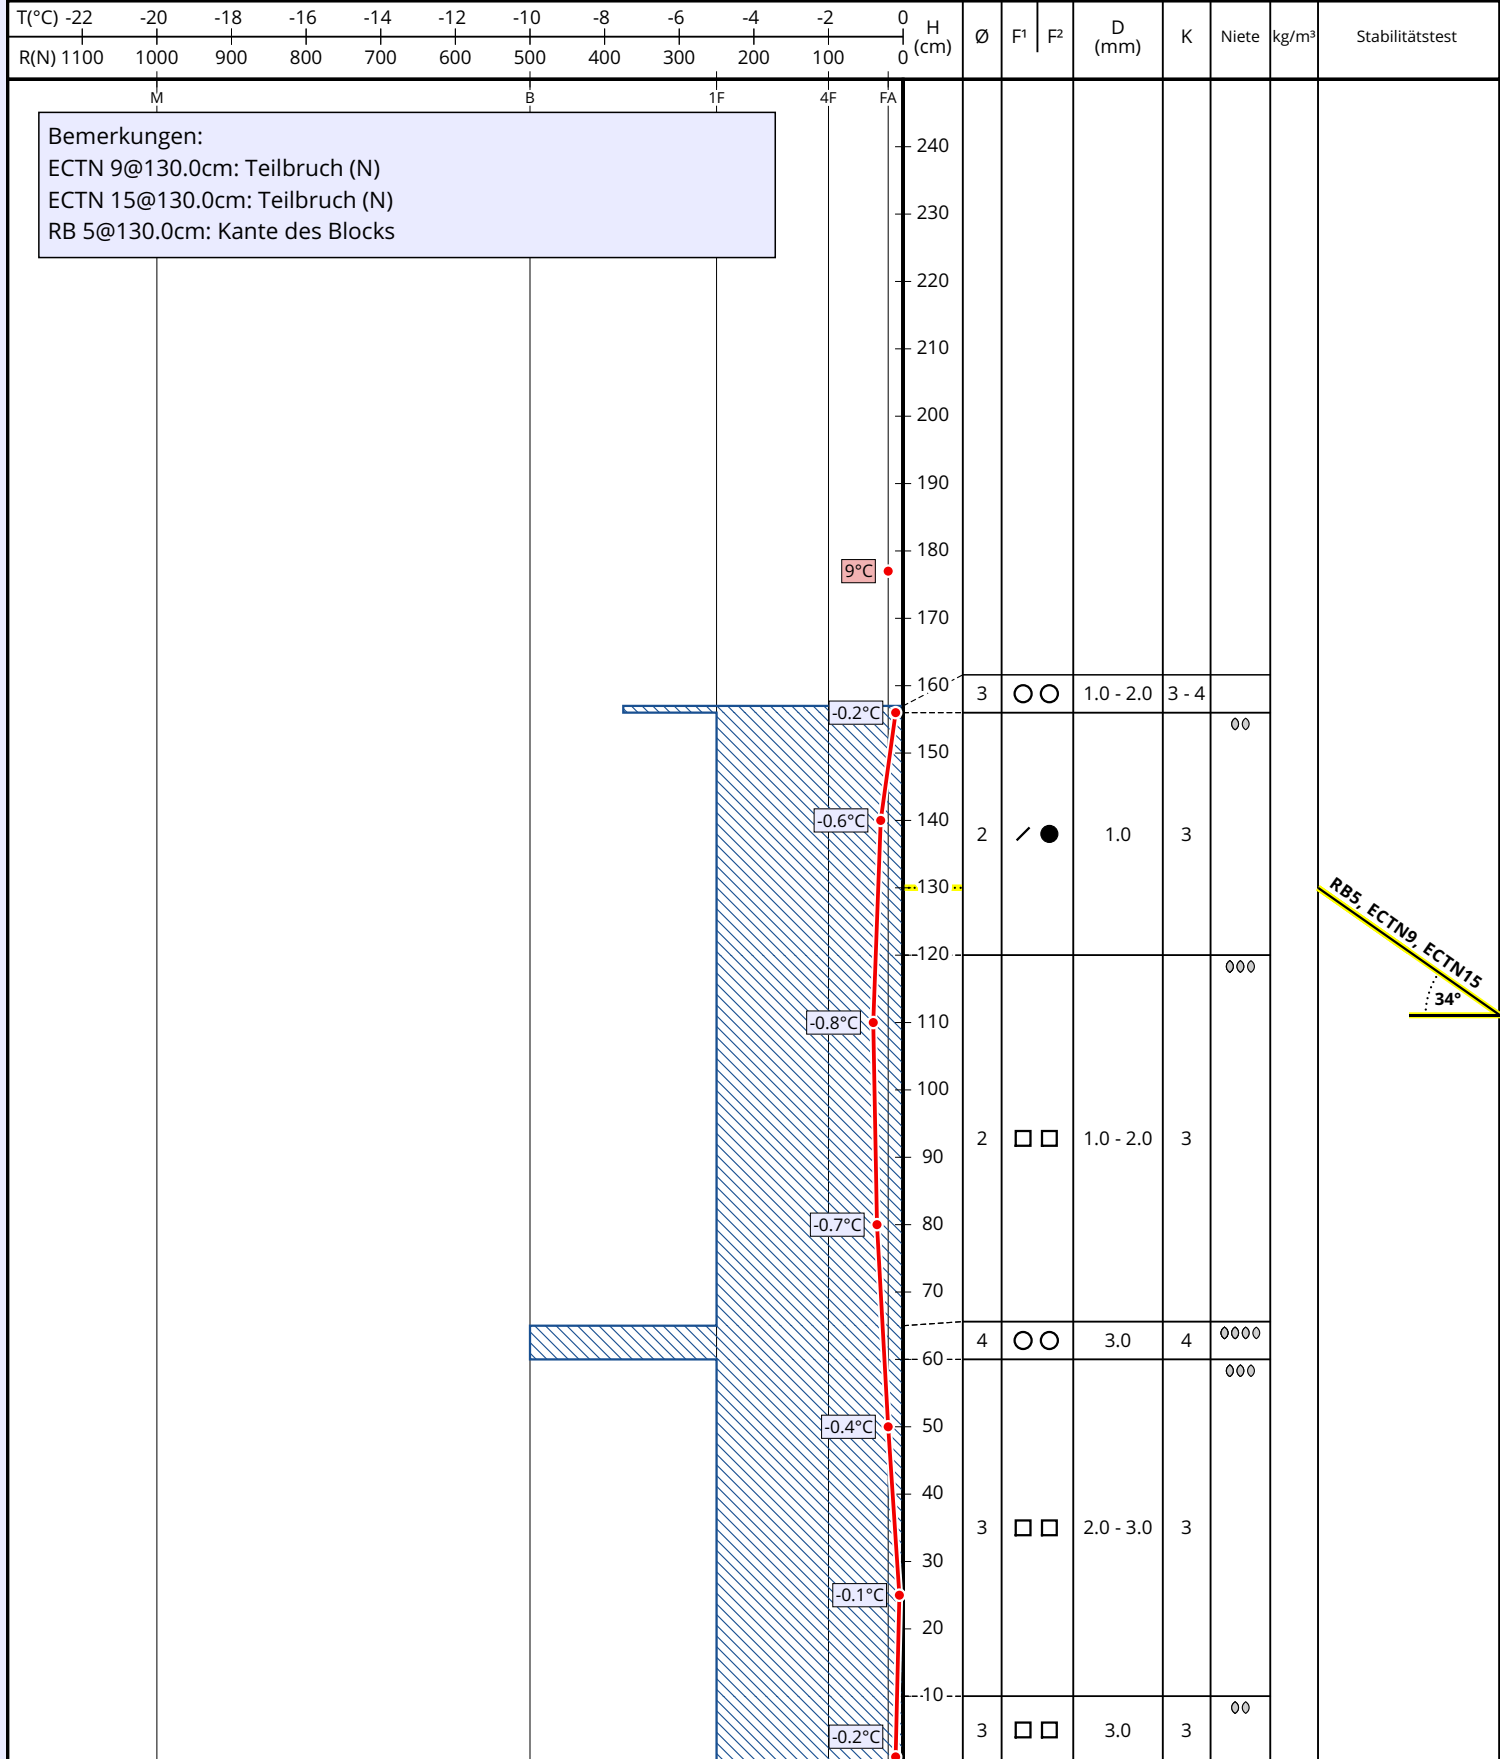 T(°C) -22 -20 -18 -16 -14 -12 -10 -8 -6 -4 -2 0
R(N) 1100 1000 900 800 700 600 500 400 300 200 100 0
H (cm) Ø F¹ F² D (mm) K Niete kg/m³ Stabilitätstest
M B 1F 4F FA
Bemerkungen:
ECTN 9@130.0cm: Teilbruch (N)
ECTN 15@130.0cm: Teilbruch (N)
RB 5@130.0cm: Kante des Blocks
240
230
220
210
200
190
180
9°C
170
160
3 1.0 - 2.0 3 - 4
-0.2°C
150
-0.6°C 140
2 1.0 3
130
RB5, ECTN9, ECTN15
34°
120
-0.8°C 110
100
2 1.0 - 2.0 3
90
-0.7°C 80
70
4 3.0 4
60
-0.4°C 50
40
3 2.0 - 3.0 3
30
-0.1°C
20
10
3 3.0 3
-0.2°C